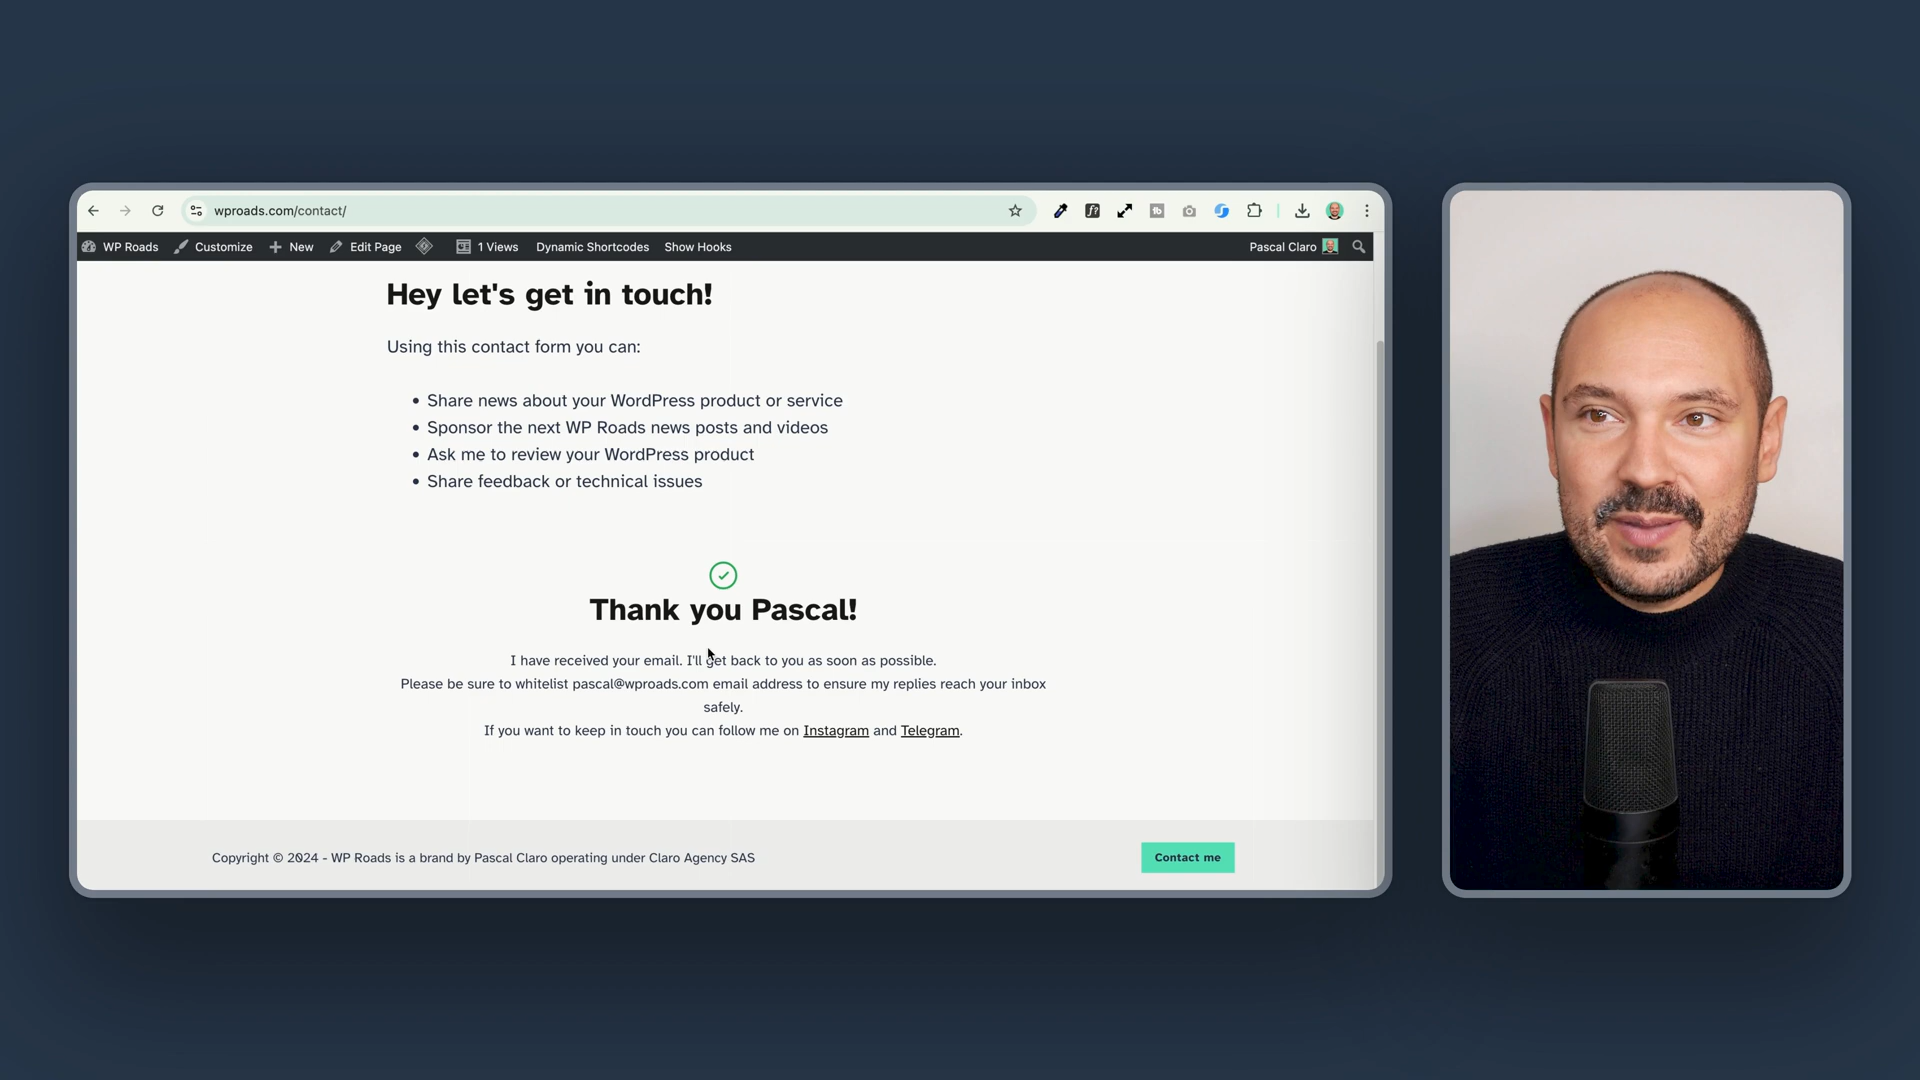 wproads.com/contact/
WP Roads Customize New Edit Page 1 Views Dynamic Shortcodes Show Hooks Pascal Claro
Hey let's get in touch!
Using this contact form you can:
• Share news about your WordPress product or service
• Sponsor the next WP Roads news posts and videos
• Ask me to review your WordPress product
• Share feedback or technical issues
Thank you Pascal!
I have received your email. I'll get back to you as soon as possible.
Please be sure to whitelist pascal@wproads.com email address to ensure my replies reach your inbox
safely.
If you want to keep in touch you can follow me on Instagram and Telegram.
Copyright © 2024 - WP Roads is a brand by Pascal Claro operating under Claro Agency SAS
Contact me